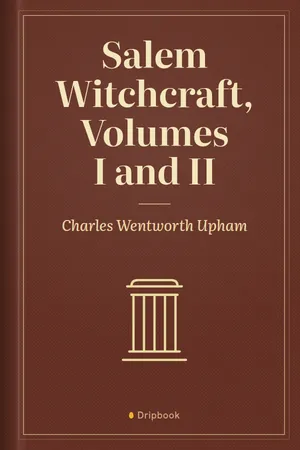 Salem
Witchcraft,
Volumes
I and II
Charles Wentworth Upham
Dripbook